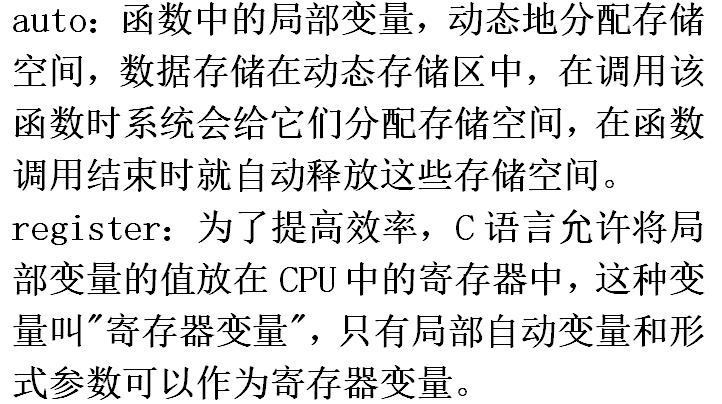 auto：函数中的局部变量，动态地分配存储
空间，数据存储在动态存储区中，在调用该
函数时系统会给它们分配存储空间，在函数
调用结束时就自动释放这些存储空间。
register：为了提高效率，C 语言允许将局
部变量的值放在 CPU 中的寄存器中，这种变
量叫"寄存器变量"，只有局部自动变量和形
式参数可以作为寄存器变量。